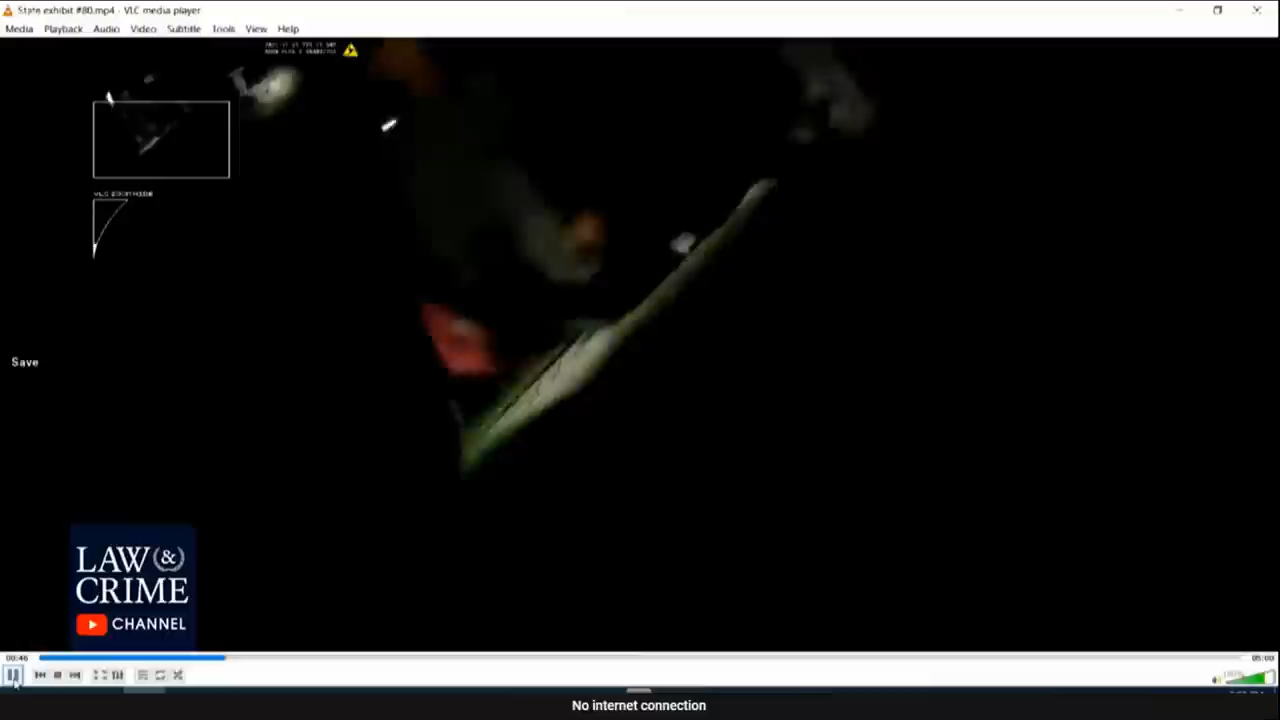 State exhibit #80.mp4 - VLC media player
Media Playback Audio Video Subtitle Tools View Help
Save
LAW & CRIME
CHANNEL
00:46
05:00
No internet connection